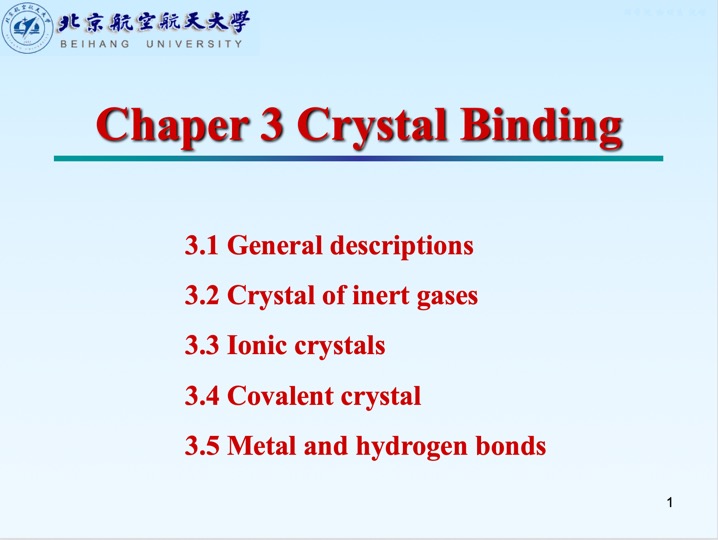 北京航空航天大學
BEIHANG UNIVERSITY
Chaper 3 Crystal Binding
3.1 General descriptions
3.2 Crystal of inert gases
3.3 Ionic crystals
3.4 Covalent crystal
3.5 Metal and hydrogen bonds
1